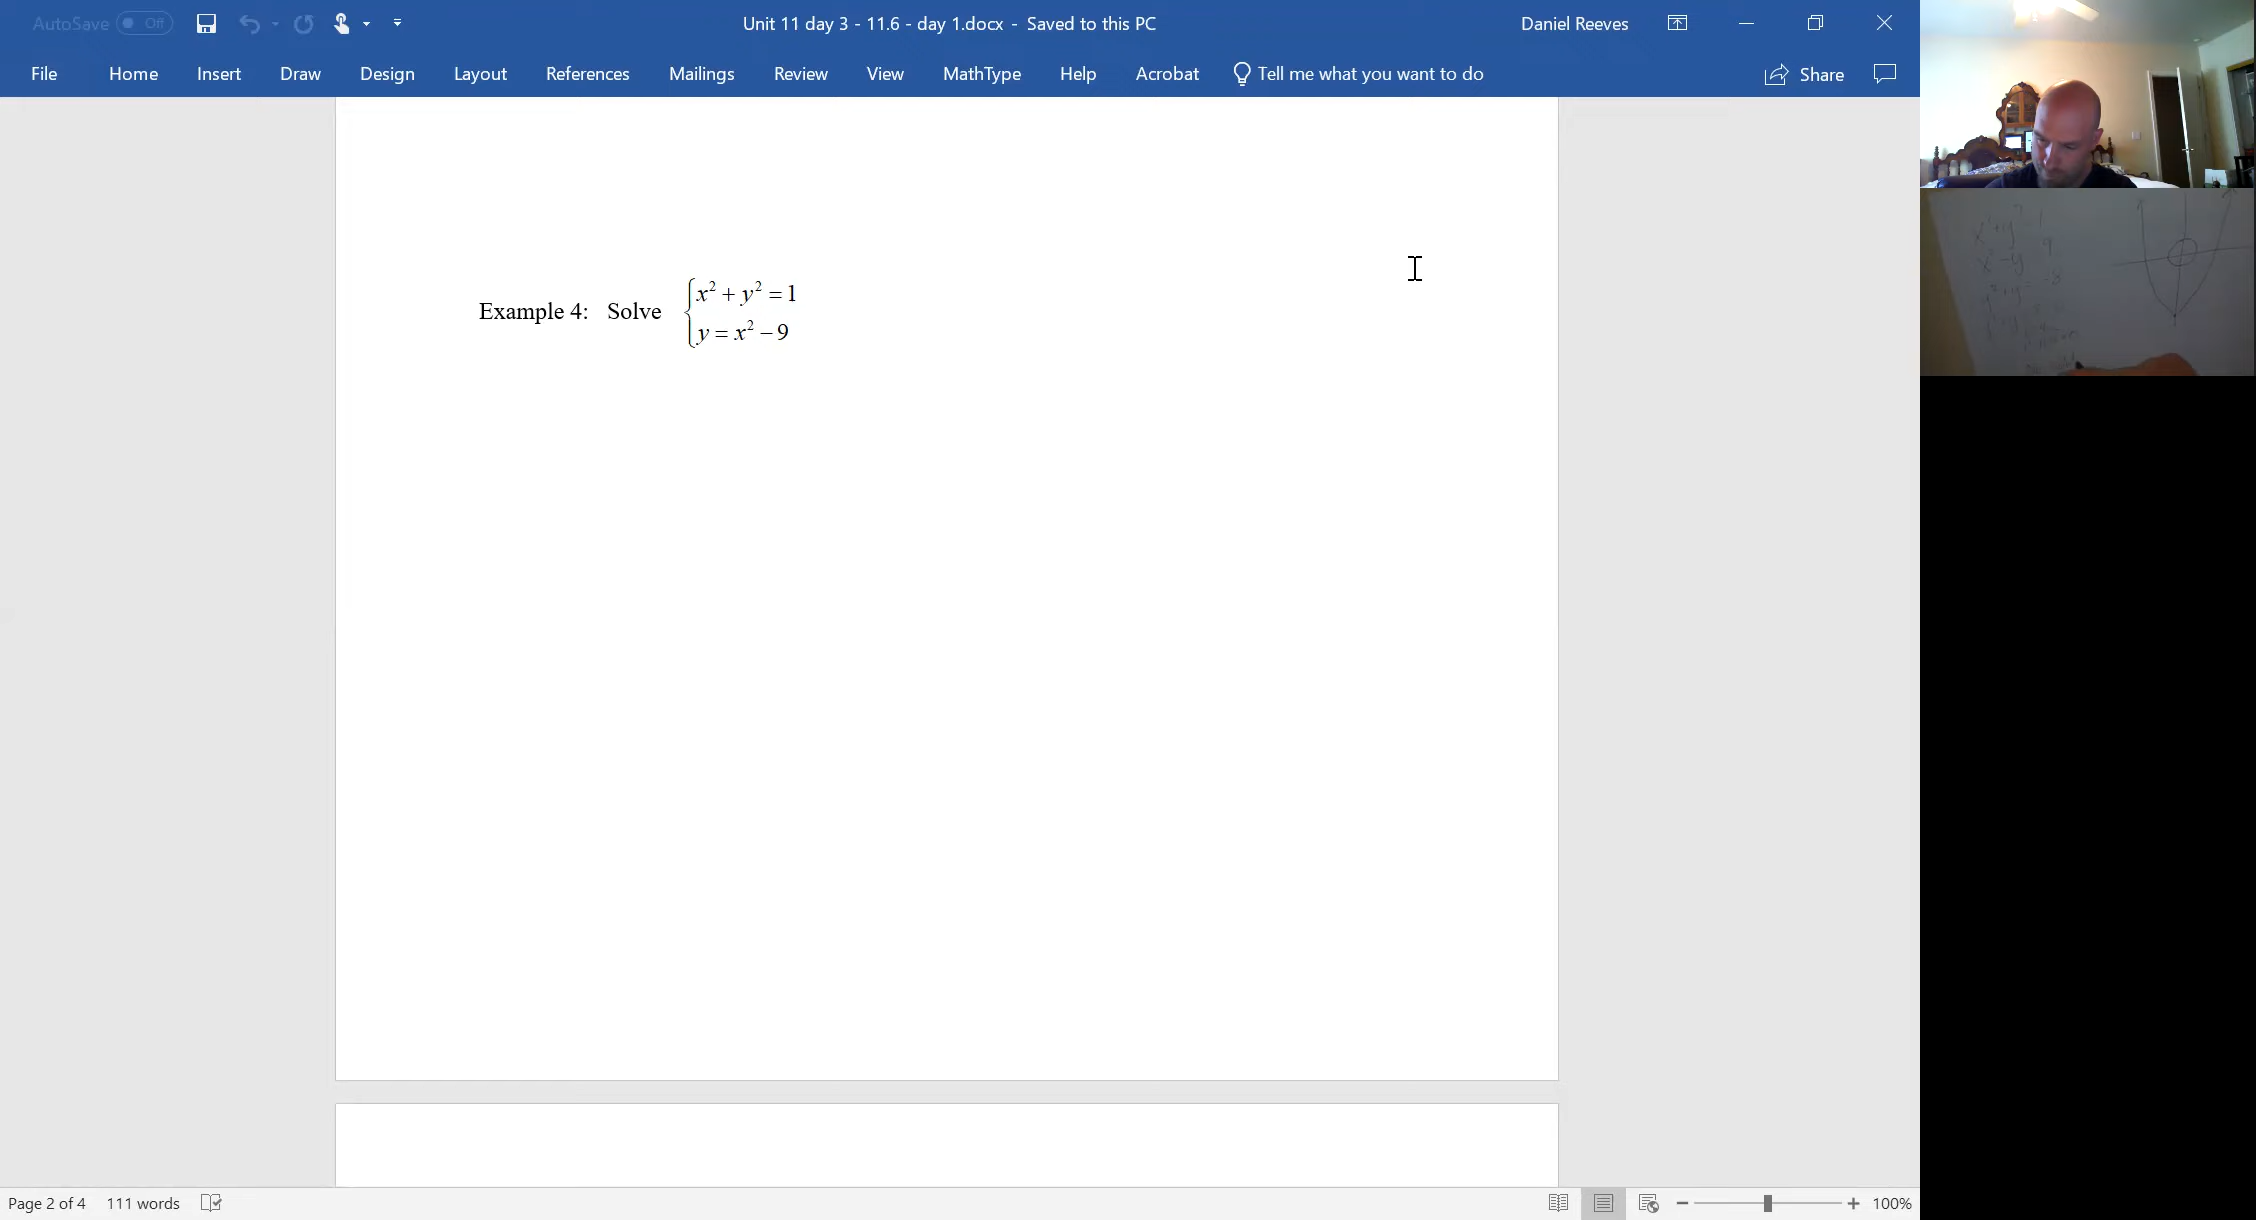 AutoSave Off
Unit 11 day 3 - 11.6 - day 1.docx - Saved to this PC
Daniel Reeves
File Home Insert Draw Design Layout References Mailings Review View MathType Help Acrobat Tell me what you want to do
Share
Example 4: Solve { x² + y² = 1
y = x² − 9
Page 2 of 4 111 words
100%